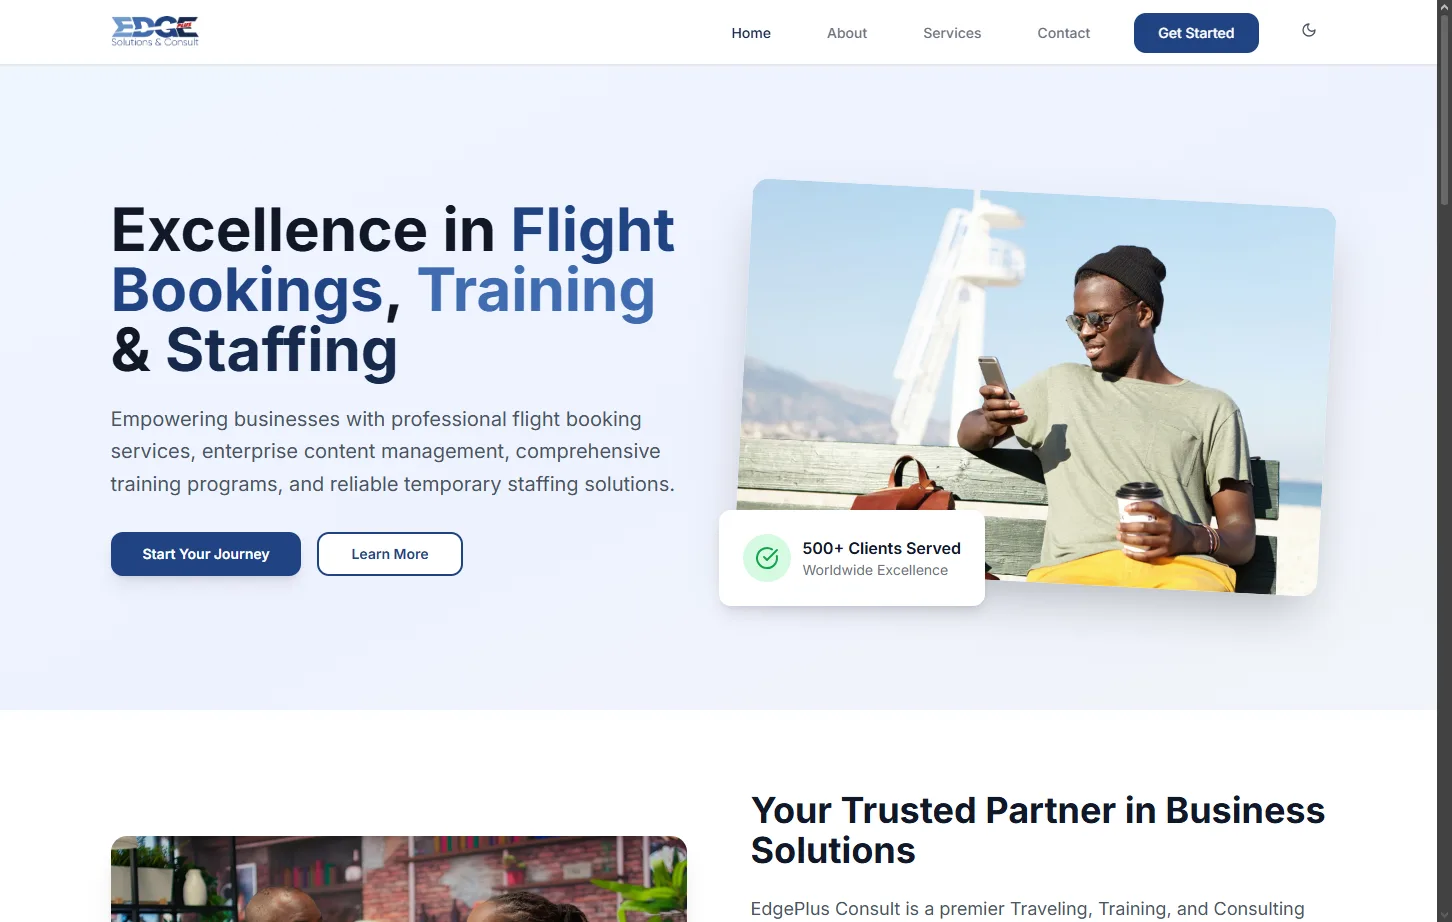 EDGE PLUS
Solutions & Consult
Home
About
Services
Contact
Get Started
Excellence in Flight
Bookings, Training
& Staffing
Empowering businesses with professional flight booking
services, enterprise content management, comprehensive
training programs, and reliable temporary staffing solutions.
Start Your Journey
Learn More
500+ Clients Served
Worldwide Excellence
Your Trusted Partner in Business
Solutions
EdgePlus Consult is a premier Traveling, Training, and Consulting